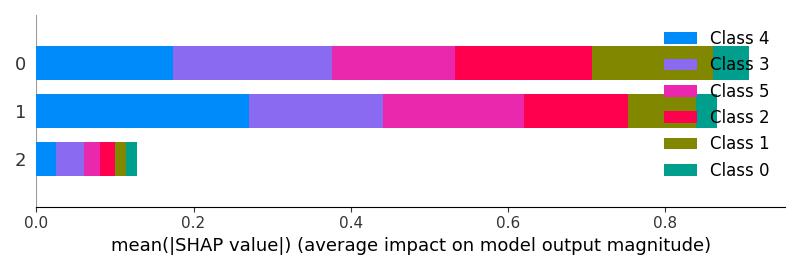 0
1
2
Class 4
Class 3
Class 5
Class 2
Class 1
Class 0
0.0 0.2 0.4 0.6 0.8
mean(|SHAP value|) (average impact on model output magnitude)